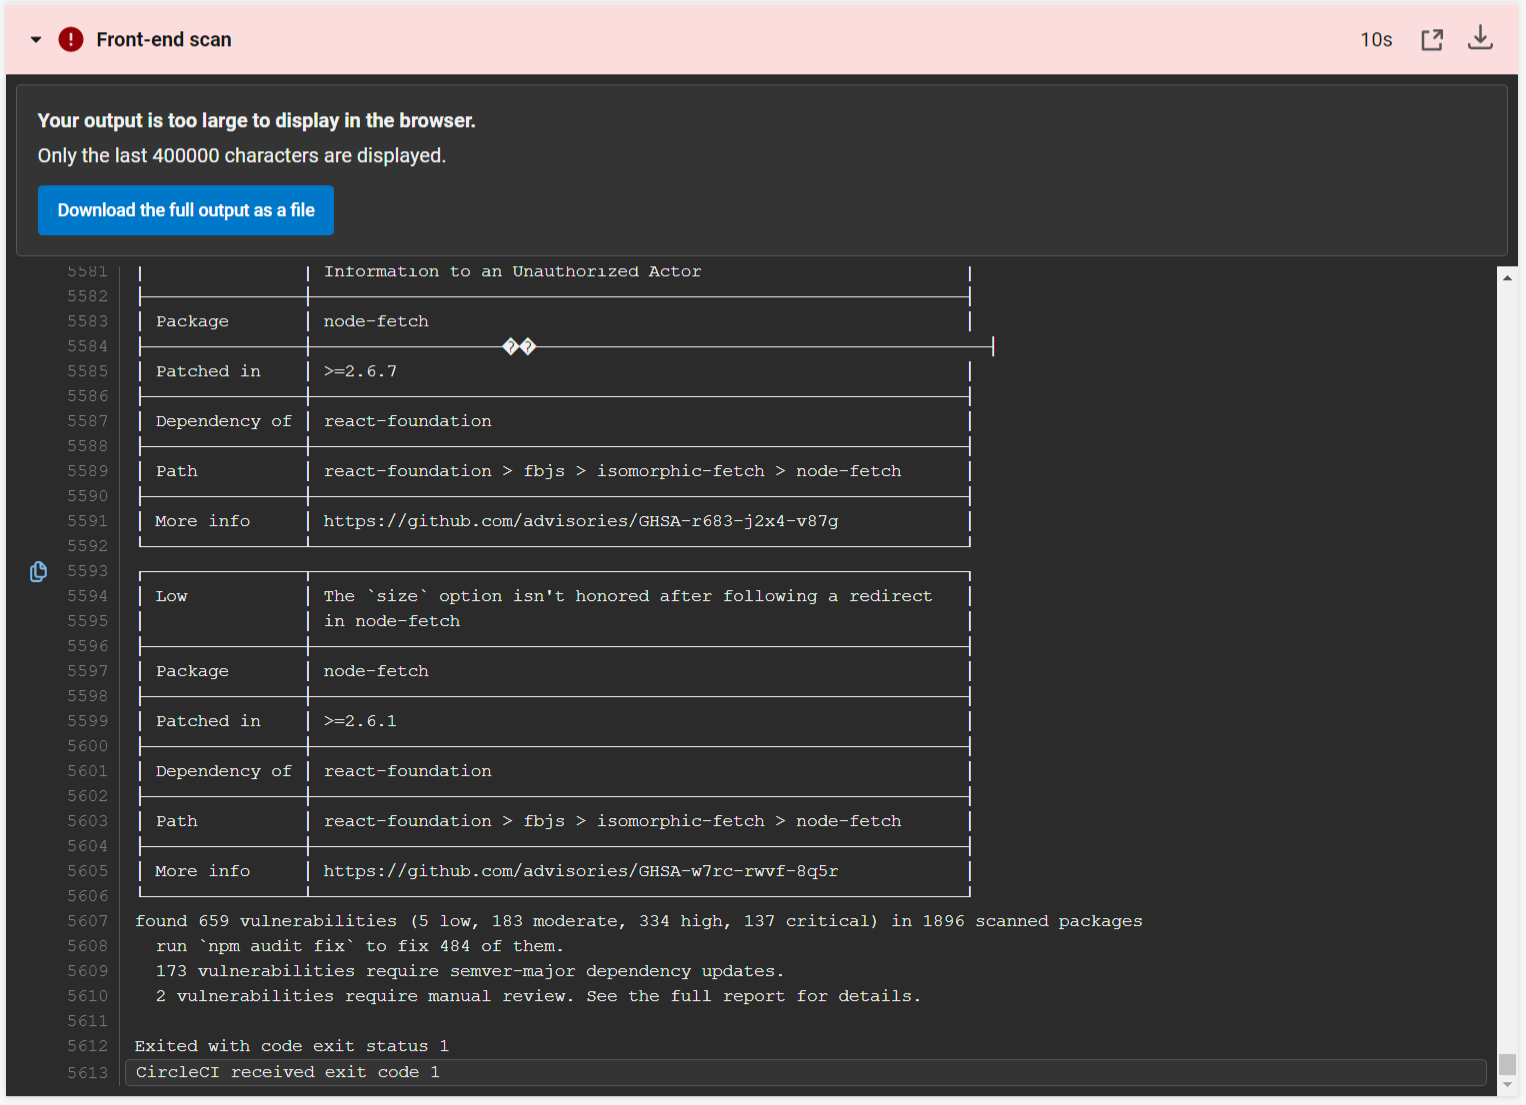 Front-end scan 10s
Your output is too large to display in the browser.
Only the last 400000 characters are displayed.
Download the full output as a file
5581 Information to an Unauthorized Actor
5582
5583 Package node-fetch
5584 ��
5585 Patched in >=2.6.7
5586
5587 Dependency of react-foundation
5588
5589 Path react-foundation > fbjs > isomorphic-fetch > node-fetch
5590
5591 More info https://github.com/advisories/GHSA-r683-j2x4-v87g
5592
5593
5594 Low The `size` option isn't honored after following a redirect
5595 in node-fetch
5596
5597 Package node-fetch
5598
5599 Patched in >=2.6.1
5600
5601 Dependency of react-foundation
5602
5603 Path react-foundation > fbjs > isomorphic-fetch > node-fetch
5604
5605 More info https://github.com/advisories/GHSA-w7rc-rwvf-8q5r
5606
5607 found 659 vulnerabilities (5 low, 183 moderate, 334 high, 137 critical) in 1896 scanned packages
5608 run `npm audit fix` to fix 484 of them.
5609 173 vulnerabilities require semver-major dependency updates.
5610 2 vulnerabilities require manual review. See the full report for details.
5611
5612 Exited with code exit status 1
5613 CircleCI received exit code 1